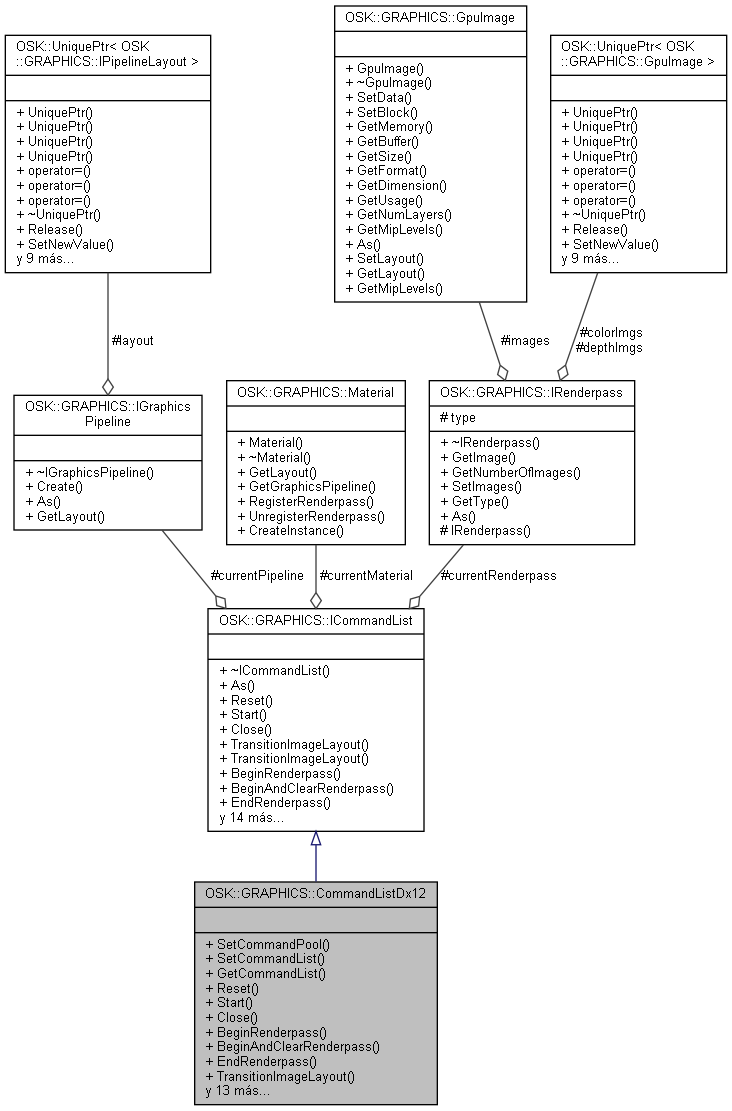 OSK::UniquePtr< OSK
::GRAPHICS::IPipelineLayout >
+ UniquePtr()
+ UniquePtr()
+ UniquePtr()
+ UniquePtr()
+ operator=()
+ operator=()
+ operator=()
+ ~UniquePtr()
+ Release()
+ SetNewValue()
y 9 más...
OSK::GRAPHICS::GpuImage
+ GpuImage()
+ ~GpuImage()
+ SetData()
+ SetBlock()
+ GetMemory()
+ GetBuffer()
+ GetSize()
+ GetFormat()
+ GetDimension()
+ GetUsage()
+ GetNumLayers()
+ GetMipLevels()
+ As()
+ SetLayout()
+ GetLayout()
+ GetMipLevels()
OSK::UniquePtr< OSK
::GRAPHICS::GpuImage >
+ UniquePtr()
+ UniquePtr()
+ UniquePtr()
+ UniquePtr()
+ operator=()
+ operator=()
+ operator=()
+ ~UniquePtr()
+ Release()
+ SetNewValue()
y 9 más...
#layout
#images
#colorImgs
#depthImgs
OSK::GRAPHICS::IGraphics
Pipeline
+ ~IGraphicsPipeline()
+ Create()
+ As()
+ GetLayout()
OSK::GRAPHICS::Material
+ Material()
+ ~Material()
+ GetLayout()
+ GetGraphicsPipeline()
+ RegisterRenderpass()
+ UnregisterRenderpass()
+ CreateInstance()
OSK::GRAPHICS::IRenderpass
# type
+ ~IRenderpass()
+ GetImage()
+ GetNumberOfImages()
+ SetImages()
+ GetType()
+ As()
# IRenderpass()
#currentPipeline
#currentMaterial
#currentRenderpass
OSK::GRAPHICS::ICommandList
+ ~ICommandList()
+ As()
+ Reset()
+ Start()
+ Close()
+ TransitionImageLayout()
+ TransitionImageLayout()
+ BeginRenderpass()
+ BeginAndClearRenderpass()
+ EndRenderpass()
y 14 más...
OSK::GRAPHICS::CommandListDx12
+ SetCommandPool()
+ SetCommandList()
+ GetCommandList()
+ Reset()
+ Start()
+ Close()
+ BeginRenderpass()
+ BeginAndClearRenderpass()
+ EndRenderpass()
+ TransitionImageLayout()
y 13 más...